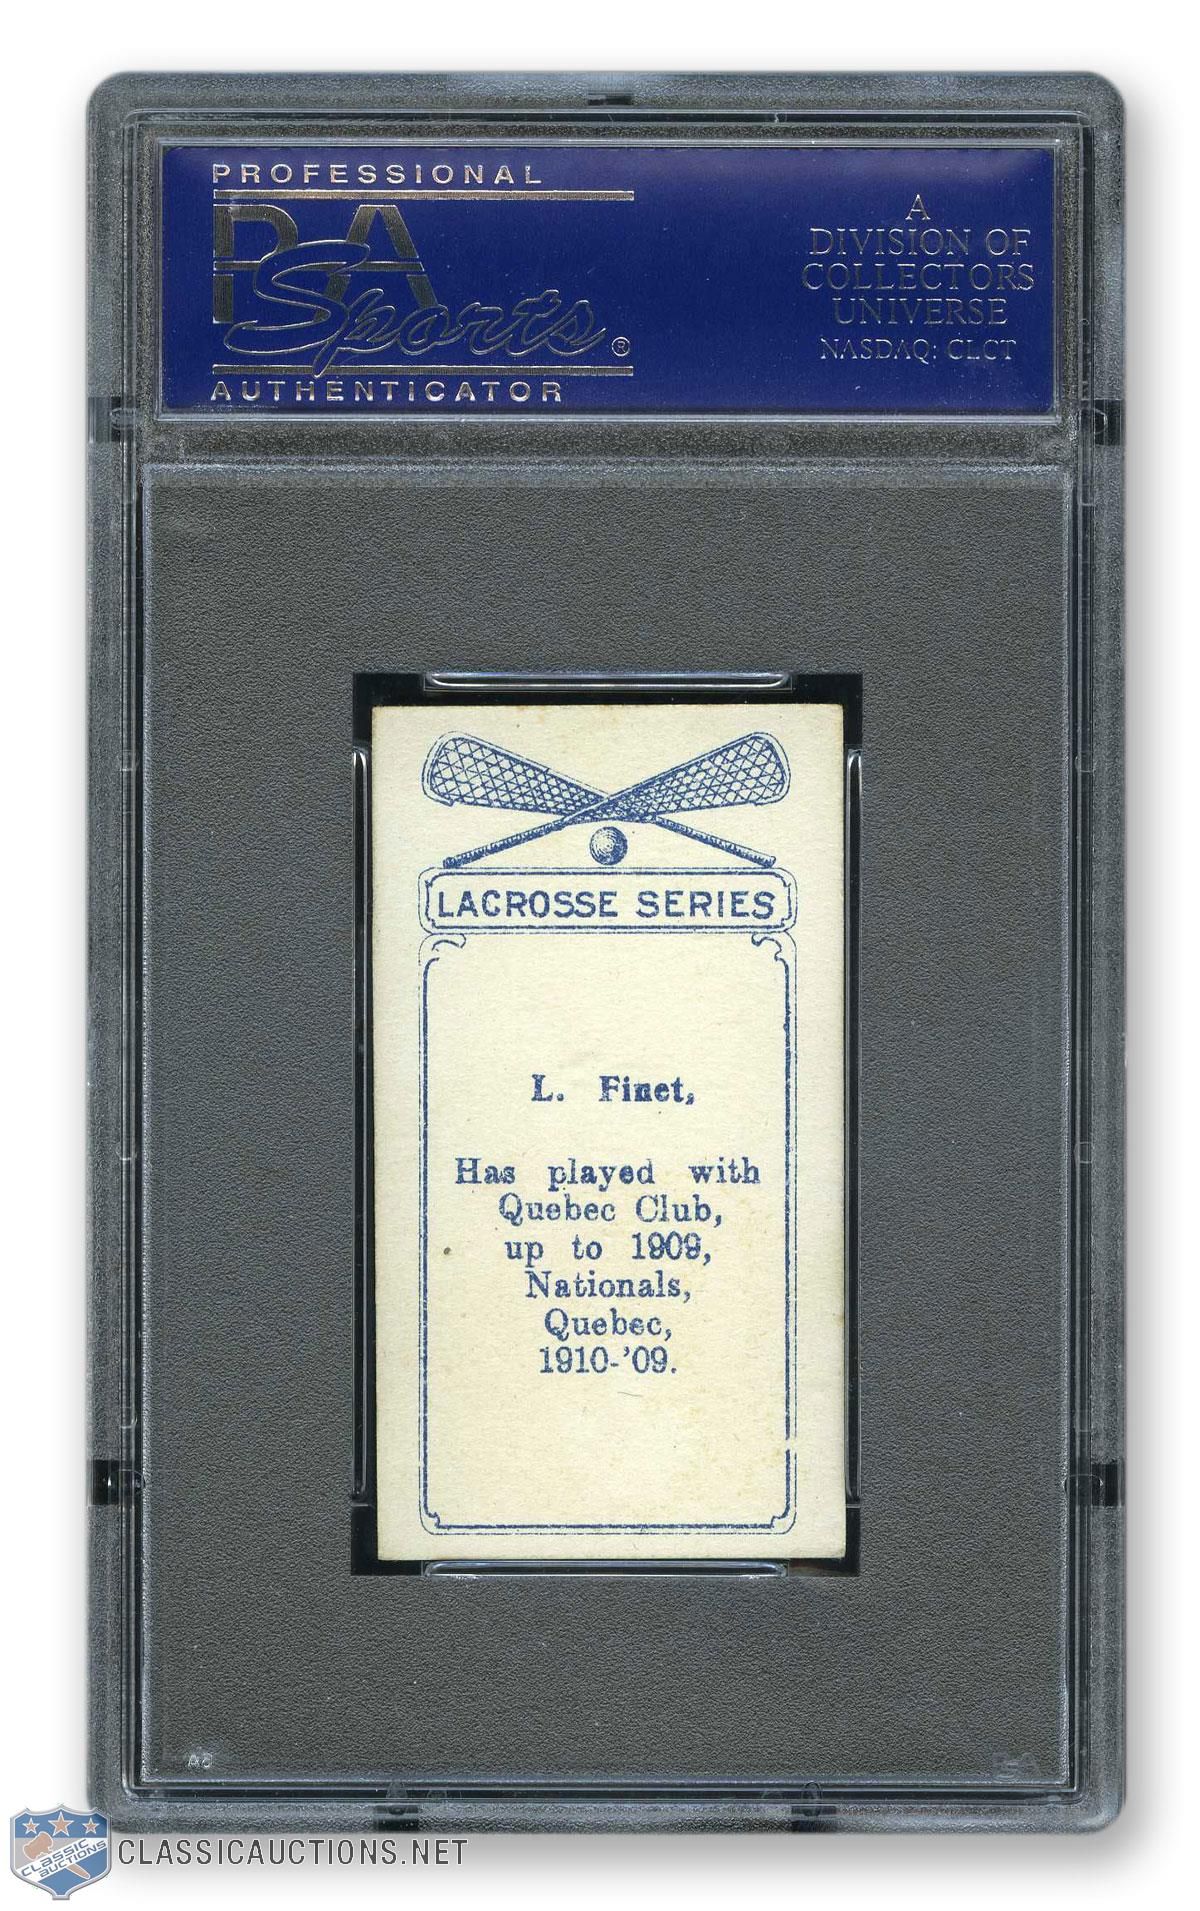 PROFESSIONAL
PSA
Sports®
AUTHENTICATOR
A
DIVISION OF
COLLECTORS
UNIVERSE
NASDAQ: CLCT
LACROSSE SERIES
L. Finet,
Has played with
Quebec Club,
up to 1909,
Nationals,
Quebec,
1910-'09.
PSA
CLASSIC
AUCTIONS
CLASSICAUCTIONS.NET